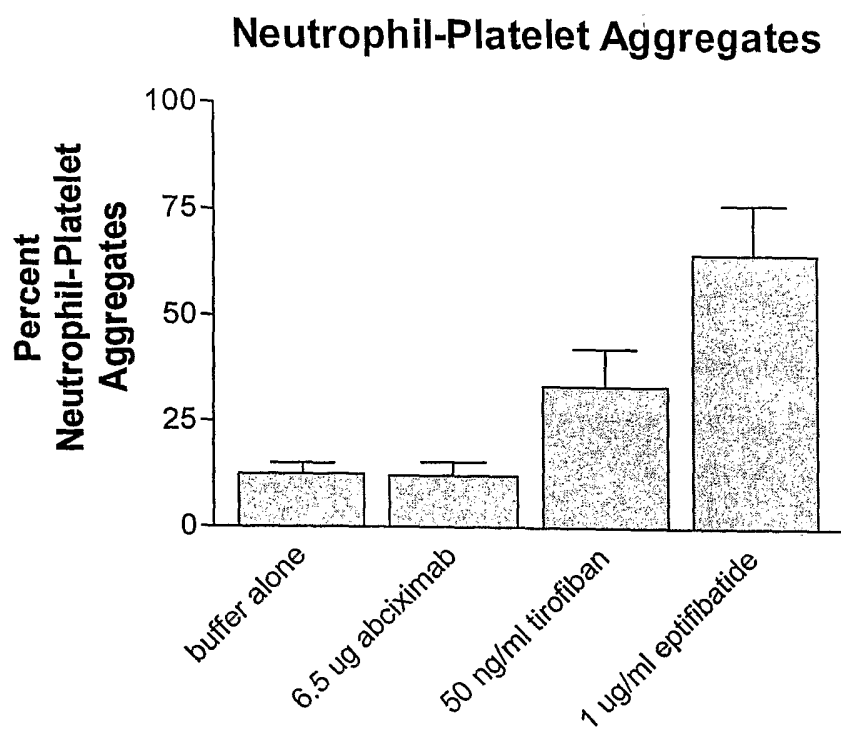 Neutrophil-Platelet Aggregates
Percent
Neutrophil-Platelet
Aggregates
100
75
50
25
0
buffer alone
6.5 ug abciximab
50 ng/ml tirofiban
1 ug/ml eptifibatide